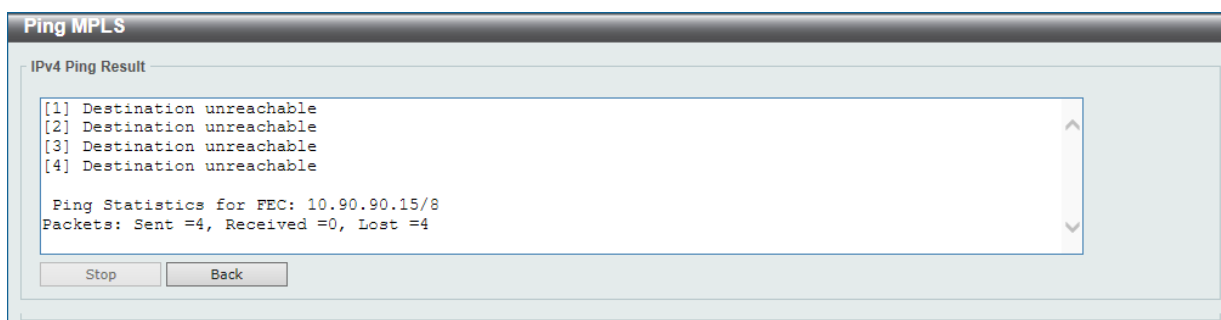 Ping MPLS
IPv4 Ping Result
[1] Destination unreachable
[2] Destination unreachable
[3] Destination unreachable
[4] Destination unreachable
Ping Statistics for FEC: 10.90.90.15/8
Packets: Sent =4, Received =0, Lost =4
Stop Back